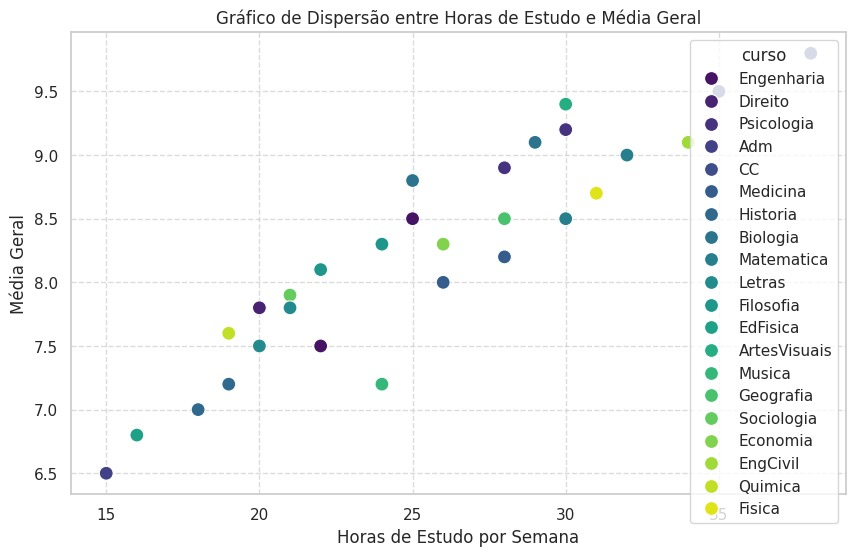 Gráfico de Dispersão entre Horas de Estudo e Média Geral
Média Geral
9.5
9.0
8.5
8.0
7.5
7.0
6.5
15
20
25
30
35
Horas de Estudo por Semana
curso
Engenharia
Direito
Psicologia
Adm
CC
Medicina
Historia
Biologia
Matematica
Letras
Filosofia
EdFisica
ArtesVisuais
Musica
Geografia
Sociologia
Economia
EngCivil
Quimica
Fisica